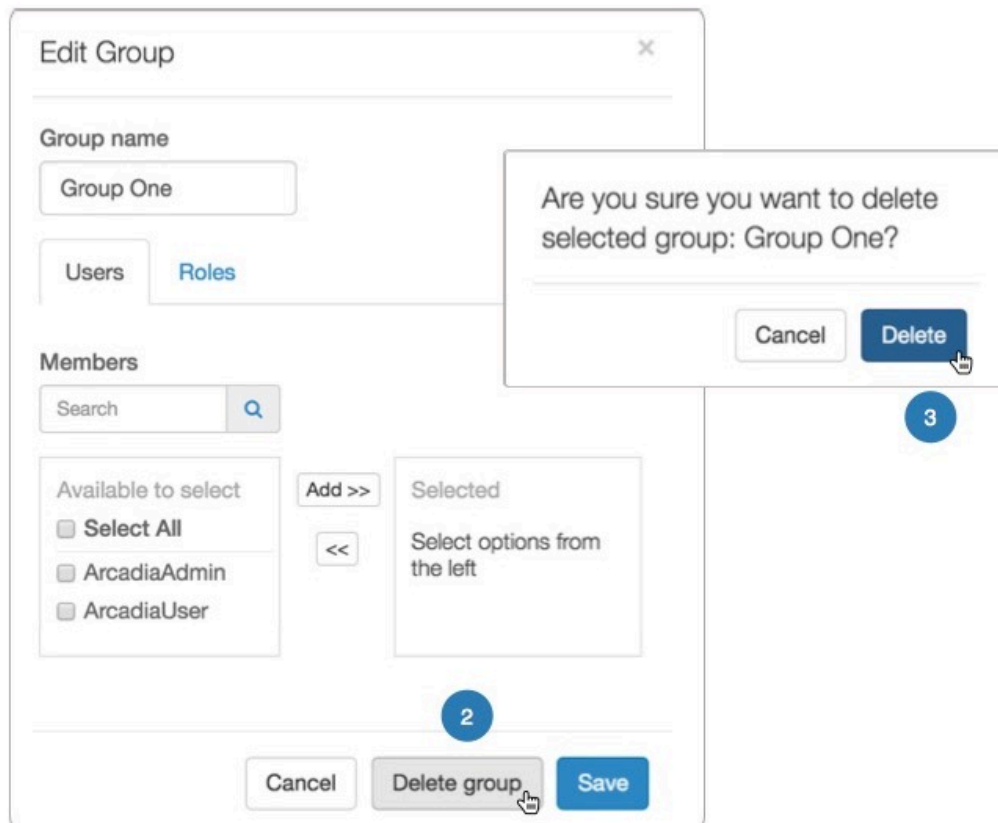 Edit Group
×
Group name
Group One
Users Roles
Members
Search
Available to select
Select All
ArcadiaAdmin
ArcadiaUser
Add >>
<<
Selected
Select options from
the left
2
Cancel Delete group Save
Are you sure you want to delete
selected group: Group One?
Cancel Delete
3